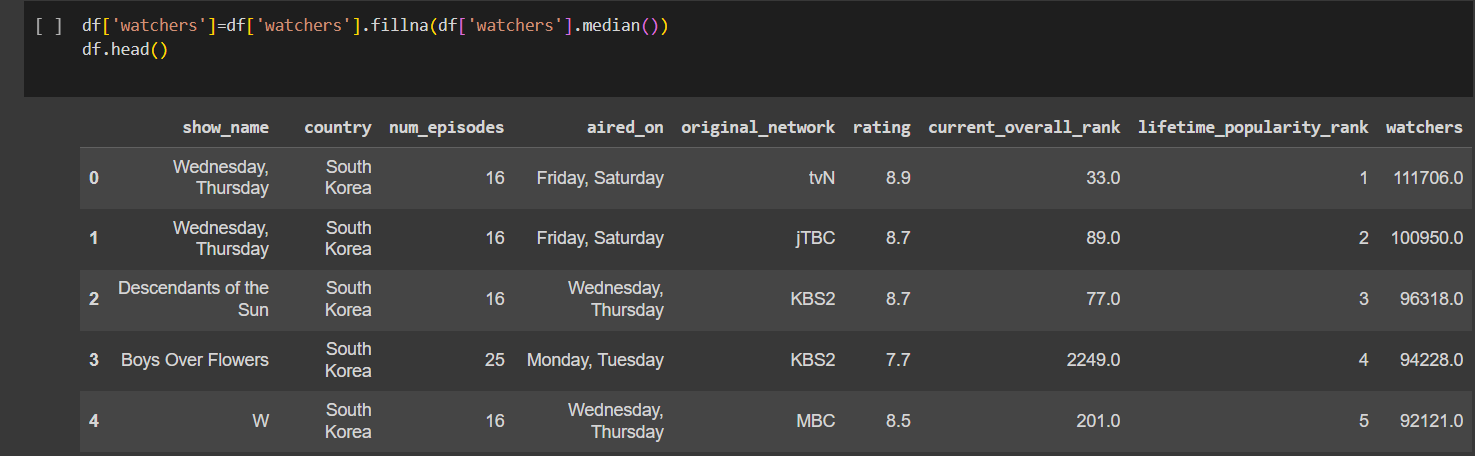 [ ] df['watchers']=df['watchers'].fillna(df['watchers'].median())
df.head()
show_name country num_episodes aired_on original_network rating current_overall_rank lifetime_popularity_rank watchers
0 Wednesday, Thursday South Korea 16 Friday, Saturday tvN 8.9 33.0 1 111706.0
1 Wednesday, Thursday South Korea 16 Friday, Saturday jTBC 8.7 89.0 2 100950.0
2 Descendants of the Sun South Korea 16 Wednesday, Thursday KBS2 8.7 77.0 3 96318.0
3 Boys Over Flowers South Korea 25 Monday, Tuesday KBS2 7.7 2249.0 4 94228.0
4 W South Korea 16 Wednesday, Thursday MBC 8.5 201.0 5 92121.0